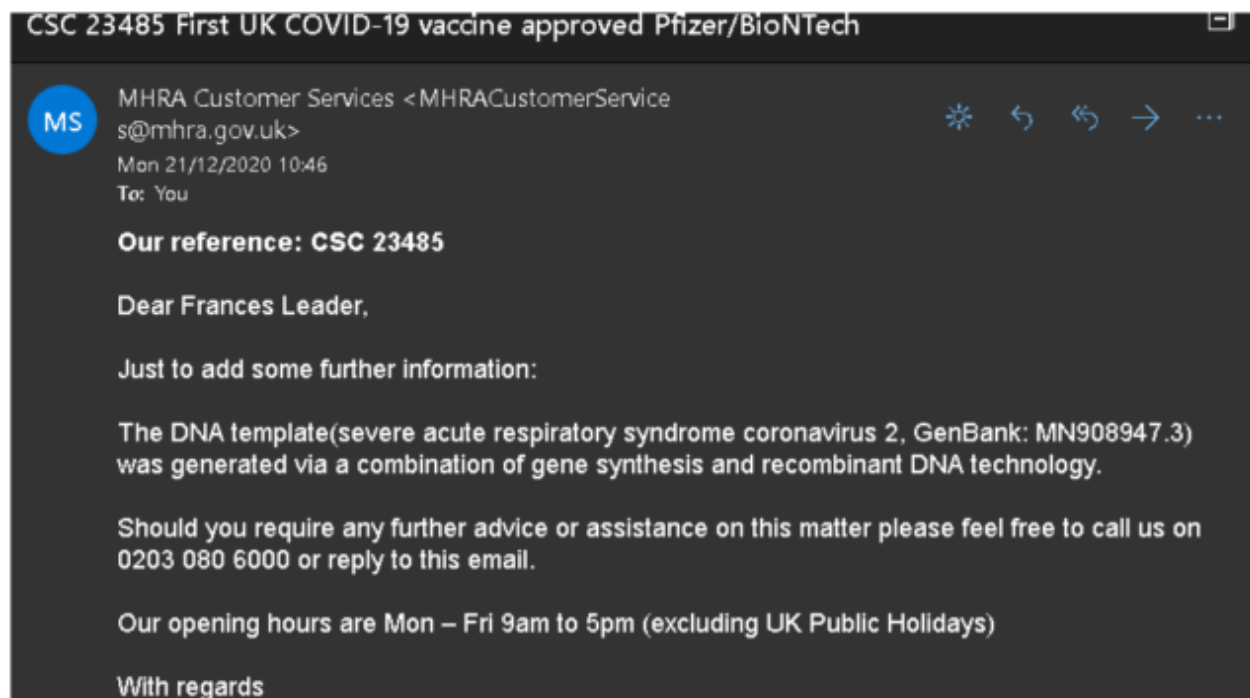 CSC 23485 First UK COVID-19 vaccine approved Pfizer/BioNTech
MS
MHRA Customer Services <MHRACustomerService
s@mhra.gov.uk>
Mon 21/12/2020 10:46
To: You
Our reference: CSC 23485
Dear Frances Leader,
Just to add some further information:
The DNA template(severe acute respiratory syndrome coronavirus 2, GenBank: MN908947.3)
was generated via a combination of gene synthesis and recombinant DNA technology.
Should you require any further advice or assistance on this matter please feel free to call us on
0203 080 6000 or reply to this email.
Our opening hours are Mon – Fri 9am to 5pm (excluding UK Public Holidays)
With regards